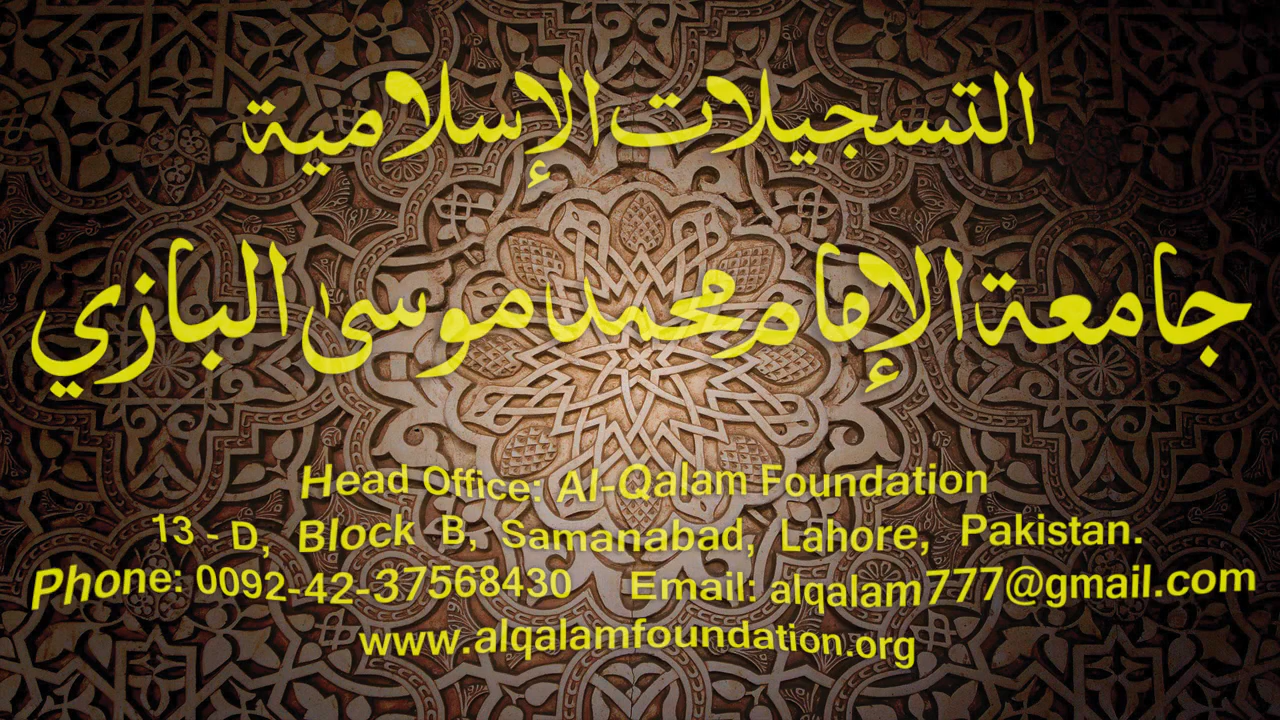 التسجيلات الإسلامية
جامعة الإمام محمد موسى البازي
Head Office: Al-Qalam Foundation
13 - D, Block B, Samanabad, Lahore, Pakistan.
Phone: 0092-42-37568430 Email: alqalam777@gmail.com
www.alqalamfoundation.org